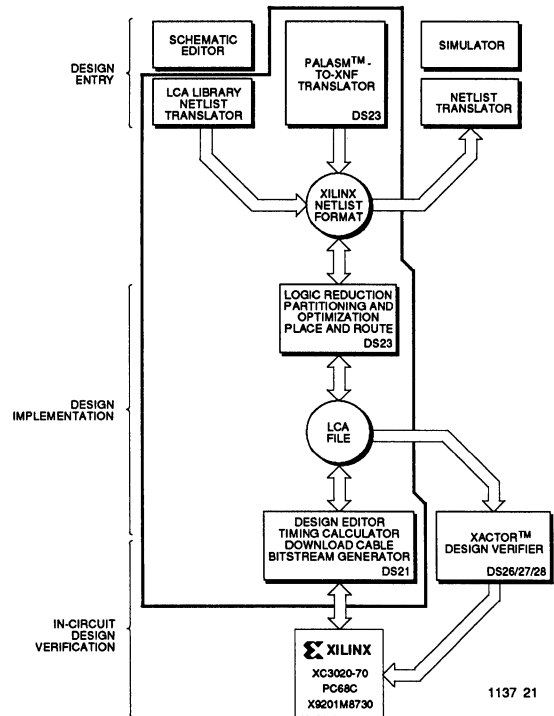 DESIGN
ENTRY
SCHEMATIC
EDITOR
LCA LIBRARY
NETLIST
TRANSLATOR
PALASM™ -
TO-XNF
TRANSLATOR
DS23
SIMULATOR
NETLIST
TRANSLATOR
XILINX
NETLIST
FORMAT
DESIGN
IMPLEMENTATION
LOGIC REDUCTION
PARTITIONING AND
OPTIMIZATION
PLACE AND ROUTE
DS23
LCA
FILE
DESIGN EDITOR
TIMING CALCULATOR
DOWNLOAD CABLE
BITSTREAM GENERATOR
DS21
XACTOR™
DESIGN VERIFIER
DS26/27/28
IN-CIRCUIT
DESIGN
VERIFICATION
XILINX
XC3020-70
PC68C
X9201M8730
1137 21